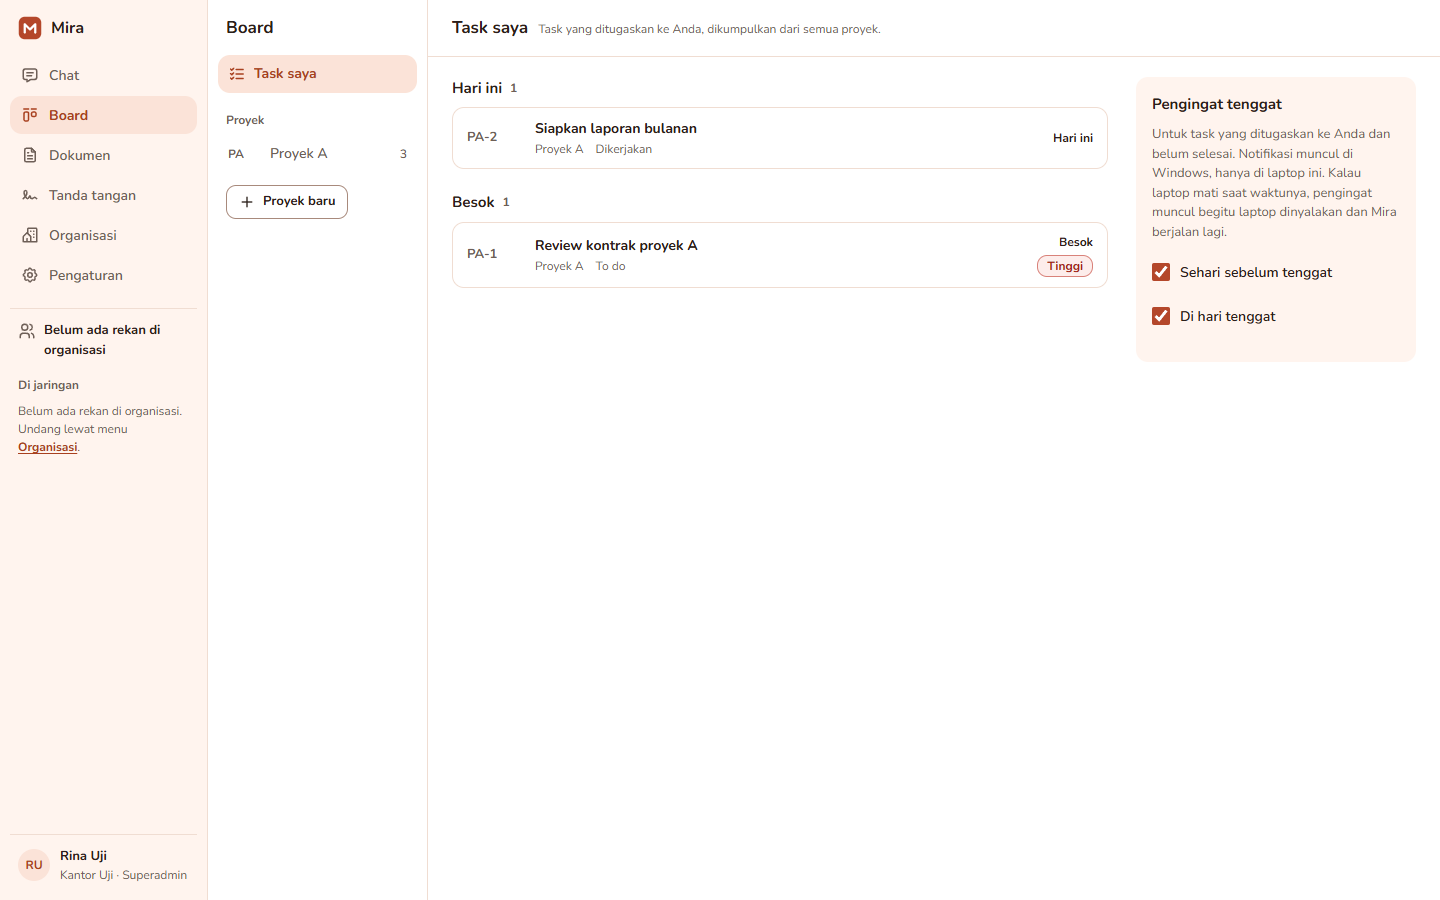 Mira
Chat
Board
Dokumen
Tanda tangan
Organisasi
Pengaturan
Belum ada rekan di
organisasi
Di jaringan
Belum ada rekan di organisasi.
Undang lewat menu
Organisasi.
RU
Rina Uji
Kantor Uji · Superadmin
Board
Task saya
Proyek
PA Proyek A 3
Proyek baru
Task saya Task yang ditugaskan ke Anda, dikumpulkan dari semua proyek.
Hari ini 1
PA-2
Siapkan laporan bulanan
Proyek A Dikerjakan
Hari ini
Besok 1
PA-1
Review kontrak proyek A
Proyek A To do
Besok
Tinggi
Pengingat tenggat
Untuk task yang ditugaskan ke Anda dan
belum selesai. Notifikasi muncul di
Windows, hanya di laptop ini. Kalau
laptop mati saat waktunya, pengingat
muncul begitu laptop dinyalakan dan Mira
berjalan lagi.
Sehari sebelum tenggat
Di hari tenggat